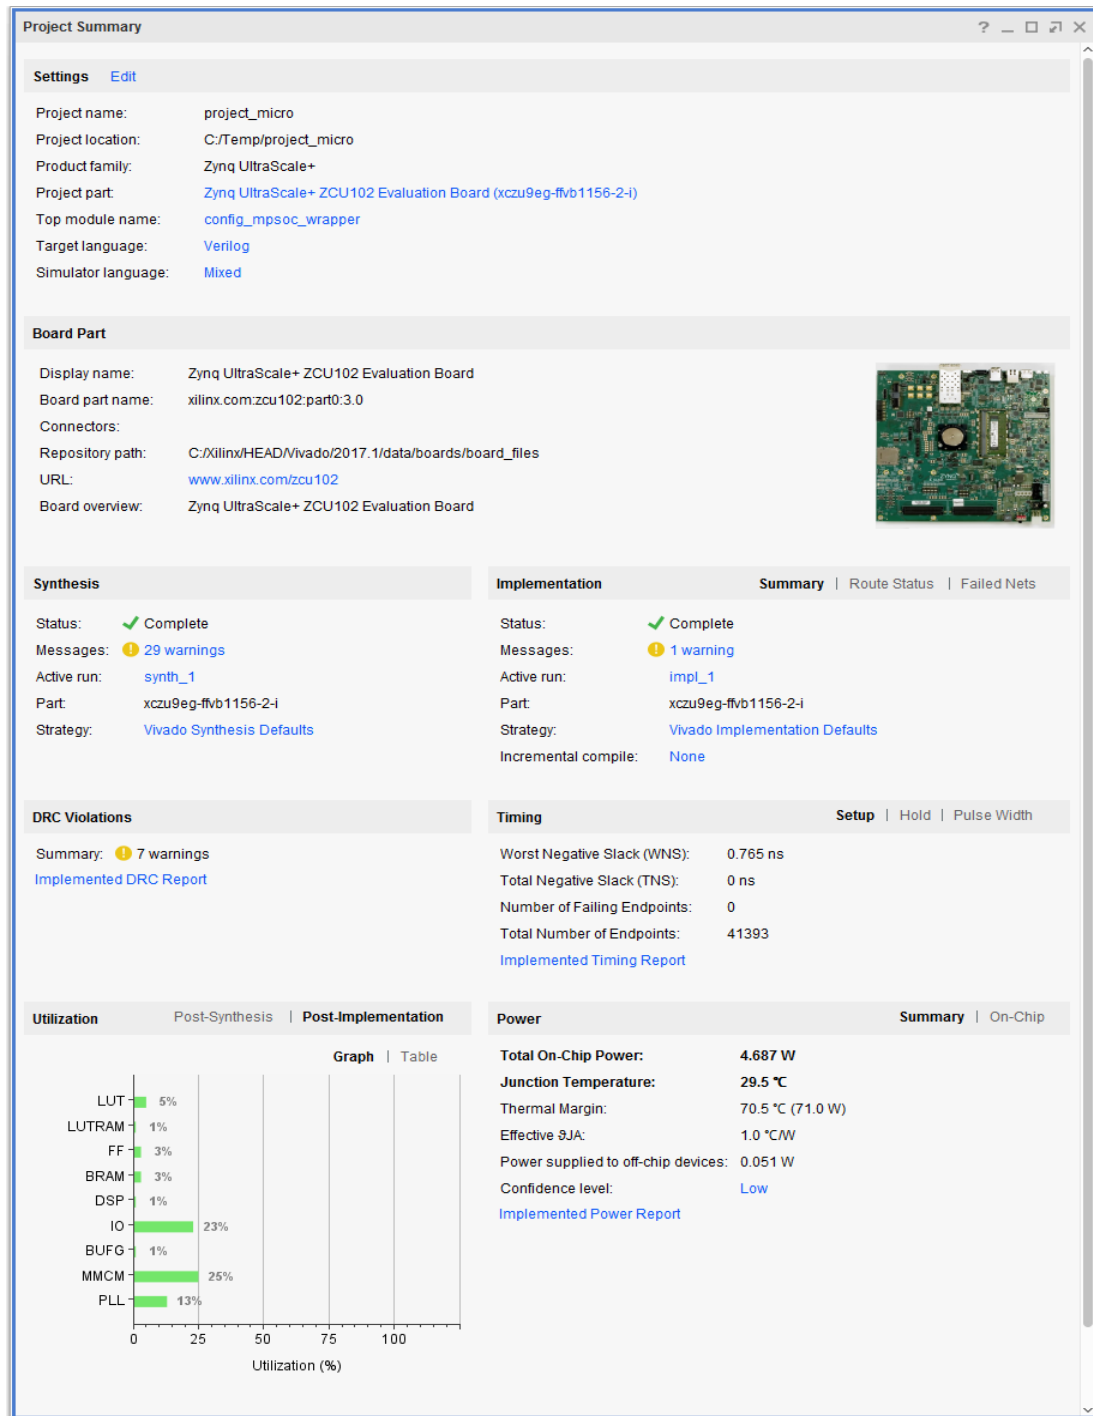 Project Summary
Settings Edit
Project name: project_micro
Project location: C:/Temp/project_micro
Product family: Zynq UltraScale+
Project part: Zynq UltraScale+ ZCU102 Evaluation Board (xczu9eg-ffvb1156-2-i)
Top module name: config_mpsoc_wrapper
Target language: Verilog
Simulator language: Mixed
Board Part
Display name: Zynq UltraScale+ ZCU102 Evaluation Board
Board part name: xilinx.com:zcu102:part0:3.0
Connectors:
Repository path: C:/Xilinx/HEAD/Vivado/2017.1/data/boards/board_files
URL: www.xilinx.com/zcu102
Board overview: Zynq UltraScale+ ZCU102 Evaluation Board
Synthesis
Status: Complete
Messages: 29 warnings
Active run: synth_1
Part: xczu9eg-ffvb1156-2-i
Strategy: Vivado Synthesis Defaults
Implementation Summary | Route Status | Failed Nets
Status: Complete
Messages: 1 warning
Active run: impl_1
Part: xczu9eg-ffvb1156-2-i
Strategy: Vivado Implementation Defaults
Incremental compile: None
DRC Violations
Summary: 7 warnings
Implemented DRC Report
Timing Setup | Hold | Pulse Width
Worst Negative Slack (WNS): 0.765 ns
Total Negative Slack (TNS): 0 ns
Number of Failing Endpoints: 0
Total Number of Endpoints: 41393
Implemented Timing Report
Utilization Post-Synthesis | Post-Implementation
Graph | Table
LUT 5%
LUTRAM 1%
FF 3%
BRAM 3%
DSP 1%
IO 23%
BUFG 1%
MMCM 25%
PLL 13%
0 25 50 75 100
Utilization (%)
Power Summary | On-Chip
Total On-Chip Power: 4.687 W
Junction Temperature: 29.5 °C
Thermal Margin: 70.5 °C (71.0 W)
Effective ϑJA: 1.0 °C/W
Power supplied to off-chip devices: 0.051 W
Confidence level: Low
Implemented Power Report